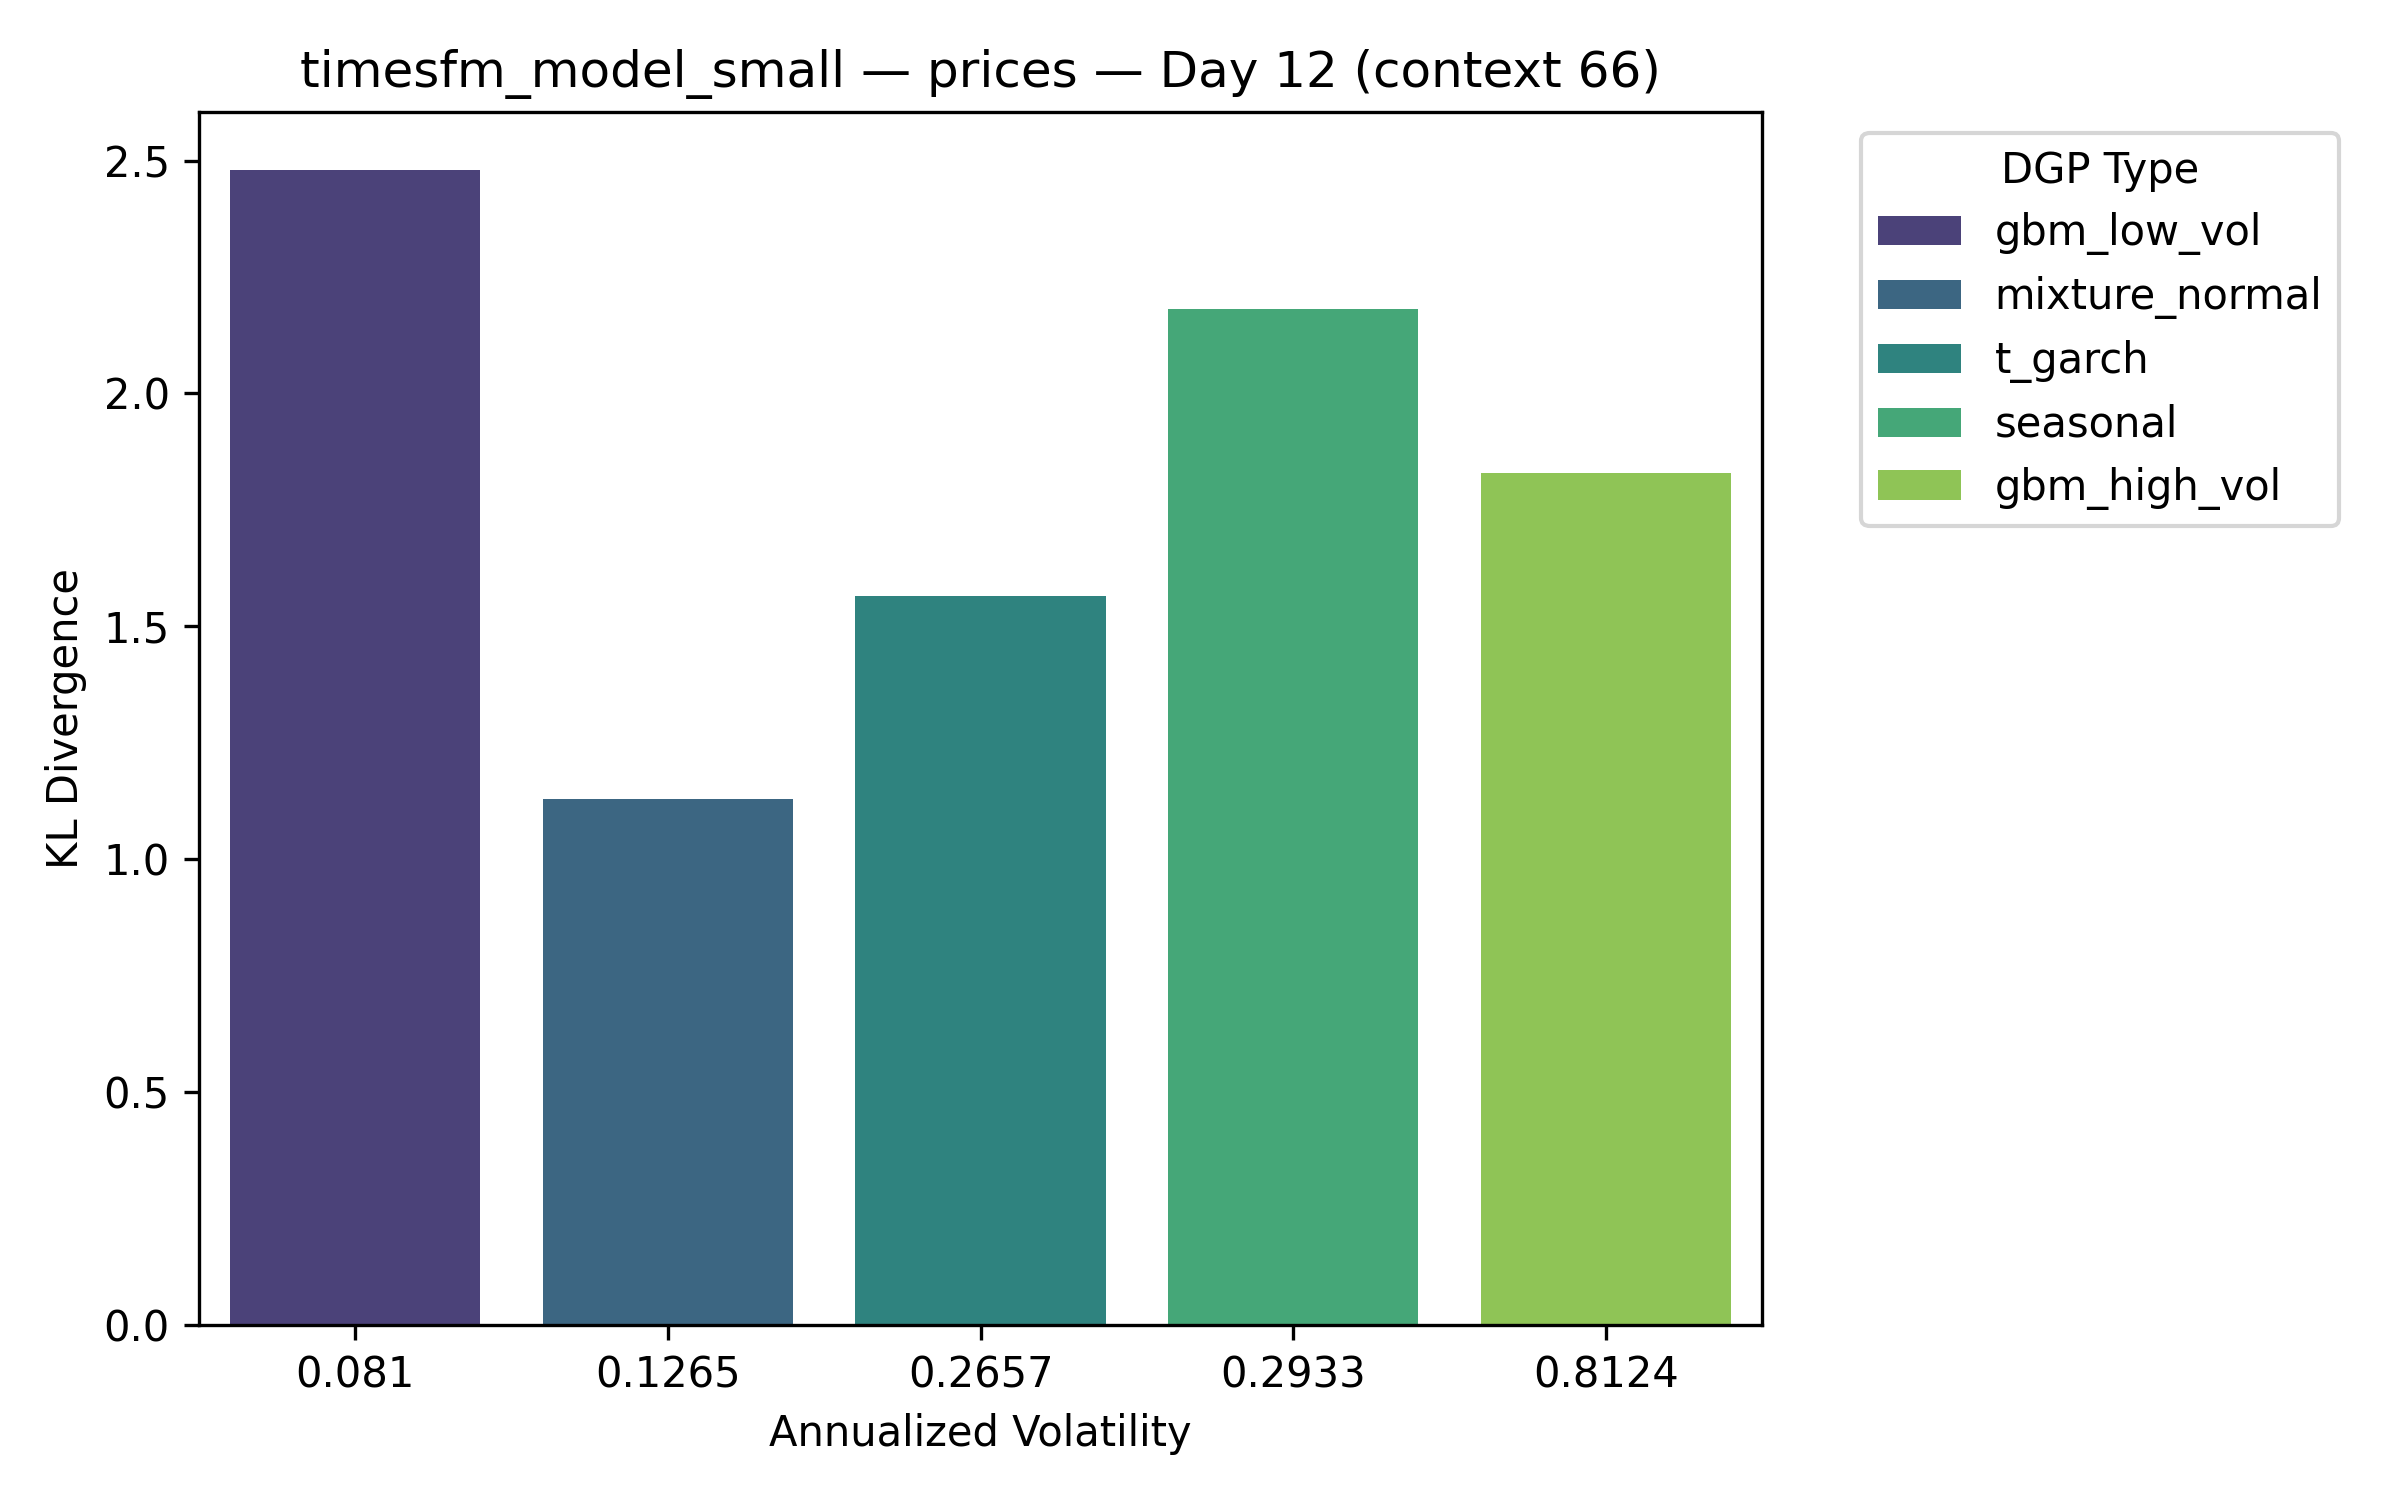 timesfm_model_small — prices — Day 12 (context 66)
DGP Type
gbm_low_vol
mixture_normal
t_garch
seasonal
gbm_high_vol
KL Divergence
2.5
2.0
1.5
1.0
0.5
0.0
0.081 0.1265 0.2657 0.2933 0.8124
Annualized Volatility